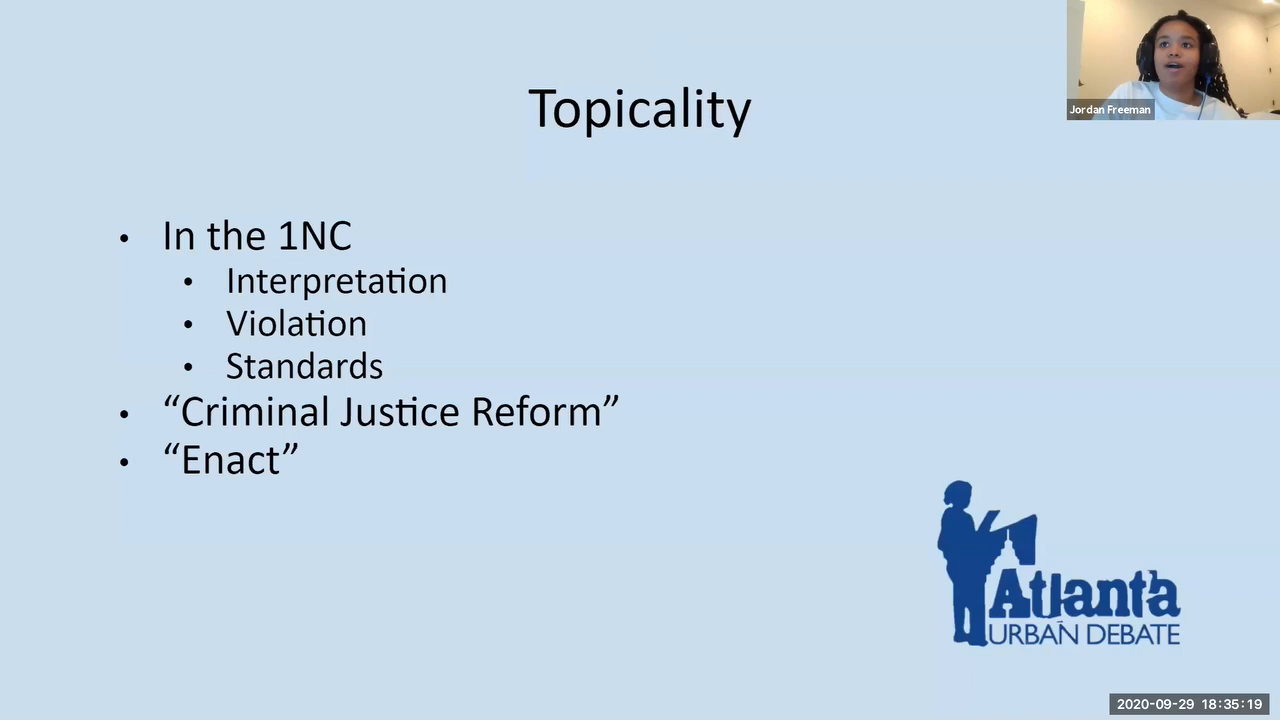 Topicality
Jordan Freeman
• In the 1NC
• Interpretation
• Violation
• Standards
• “Criminal Justice Reform”
• “Enact”
Atlanta
URBAN DEBATE
2020-09-29 18:35:19